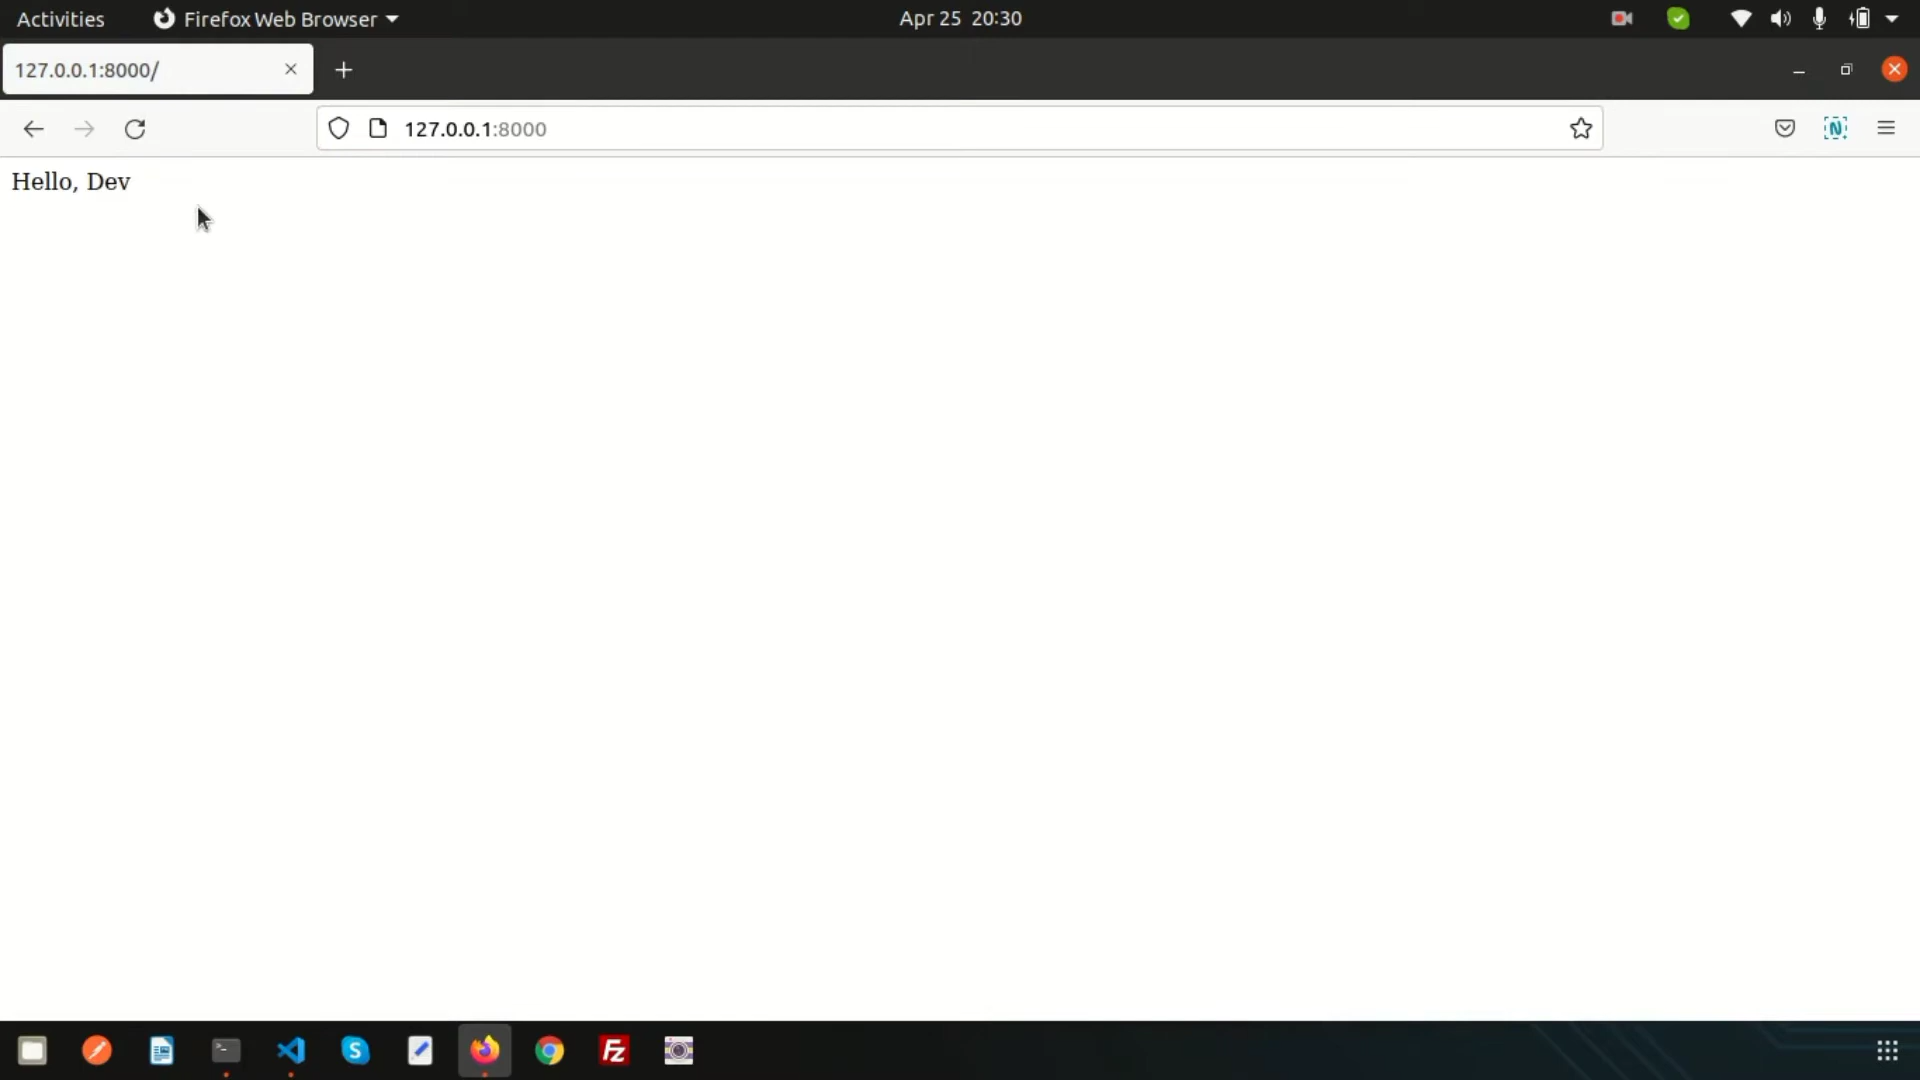 Activities Firefox Web Browser Apr 25 20:30
127.0.0.1:8000/
127.0.0.1:8000
Hello, Dev